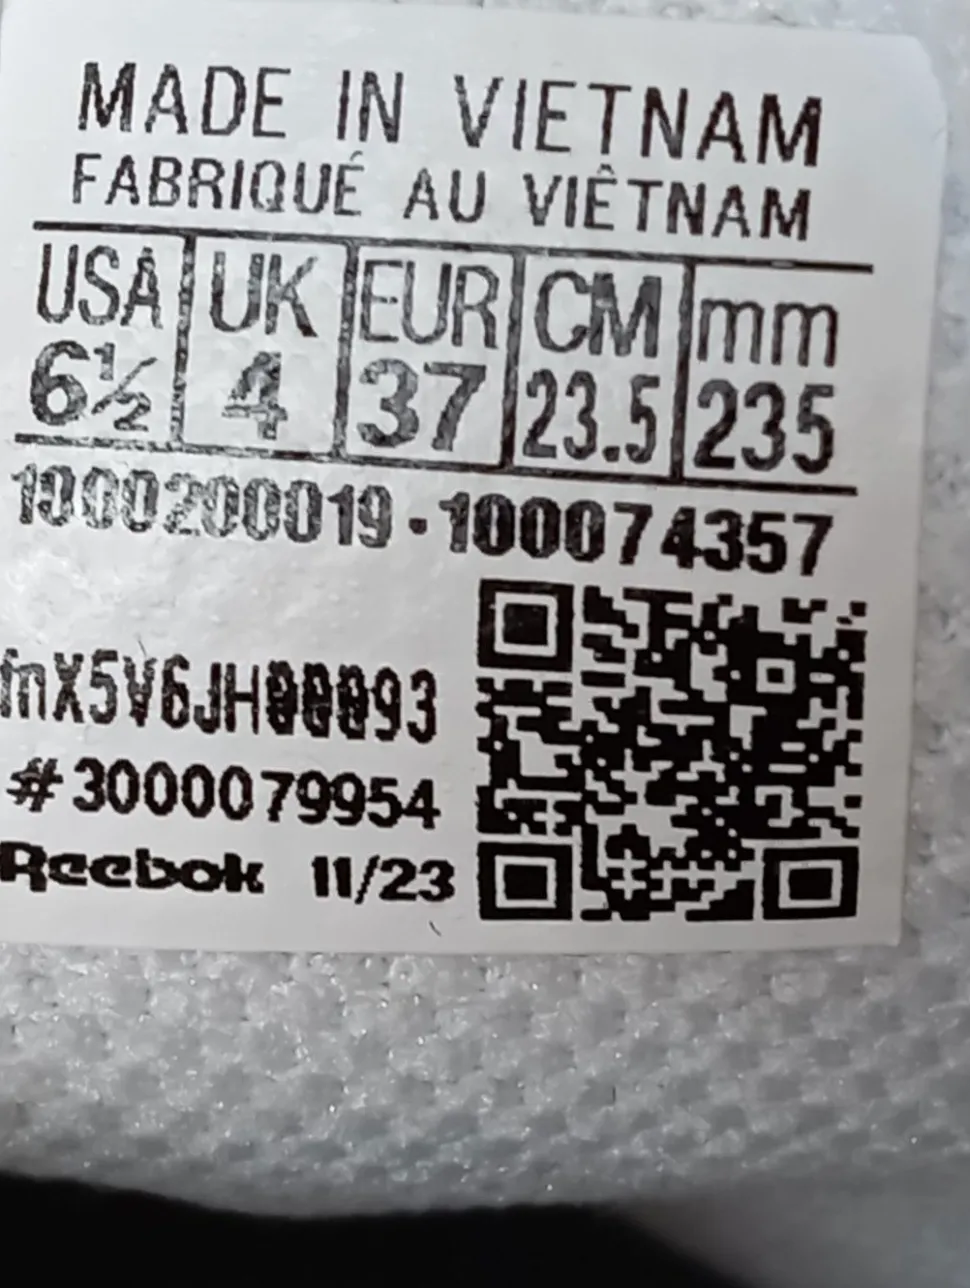 MADE IN VIETNAM
FABRIQUÉ AU VIÊTNAM
USA UK EUR CM mm
6½ 4 37 23.5 235
1000200019-100074357
#3000079954
Reebok 11/23